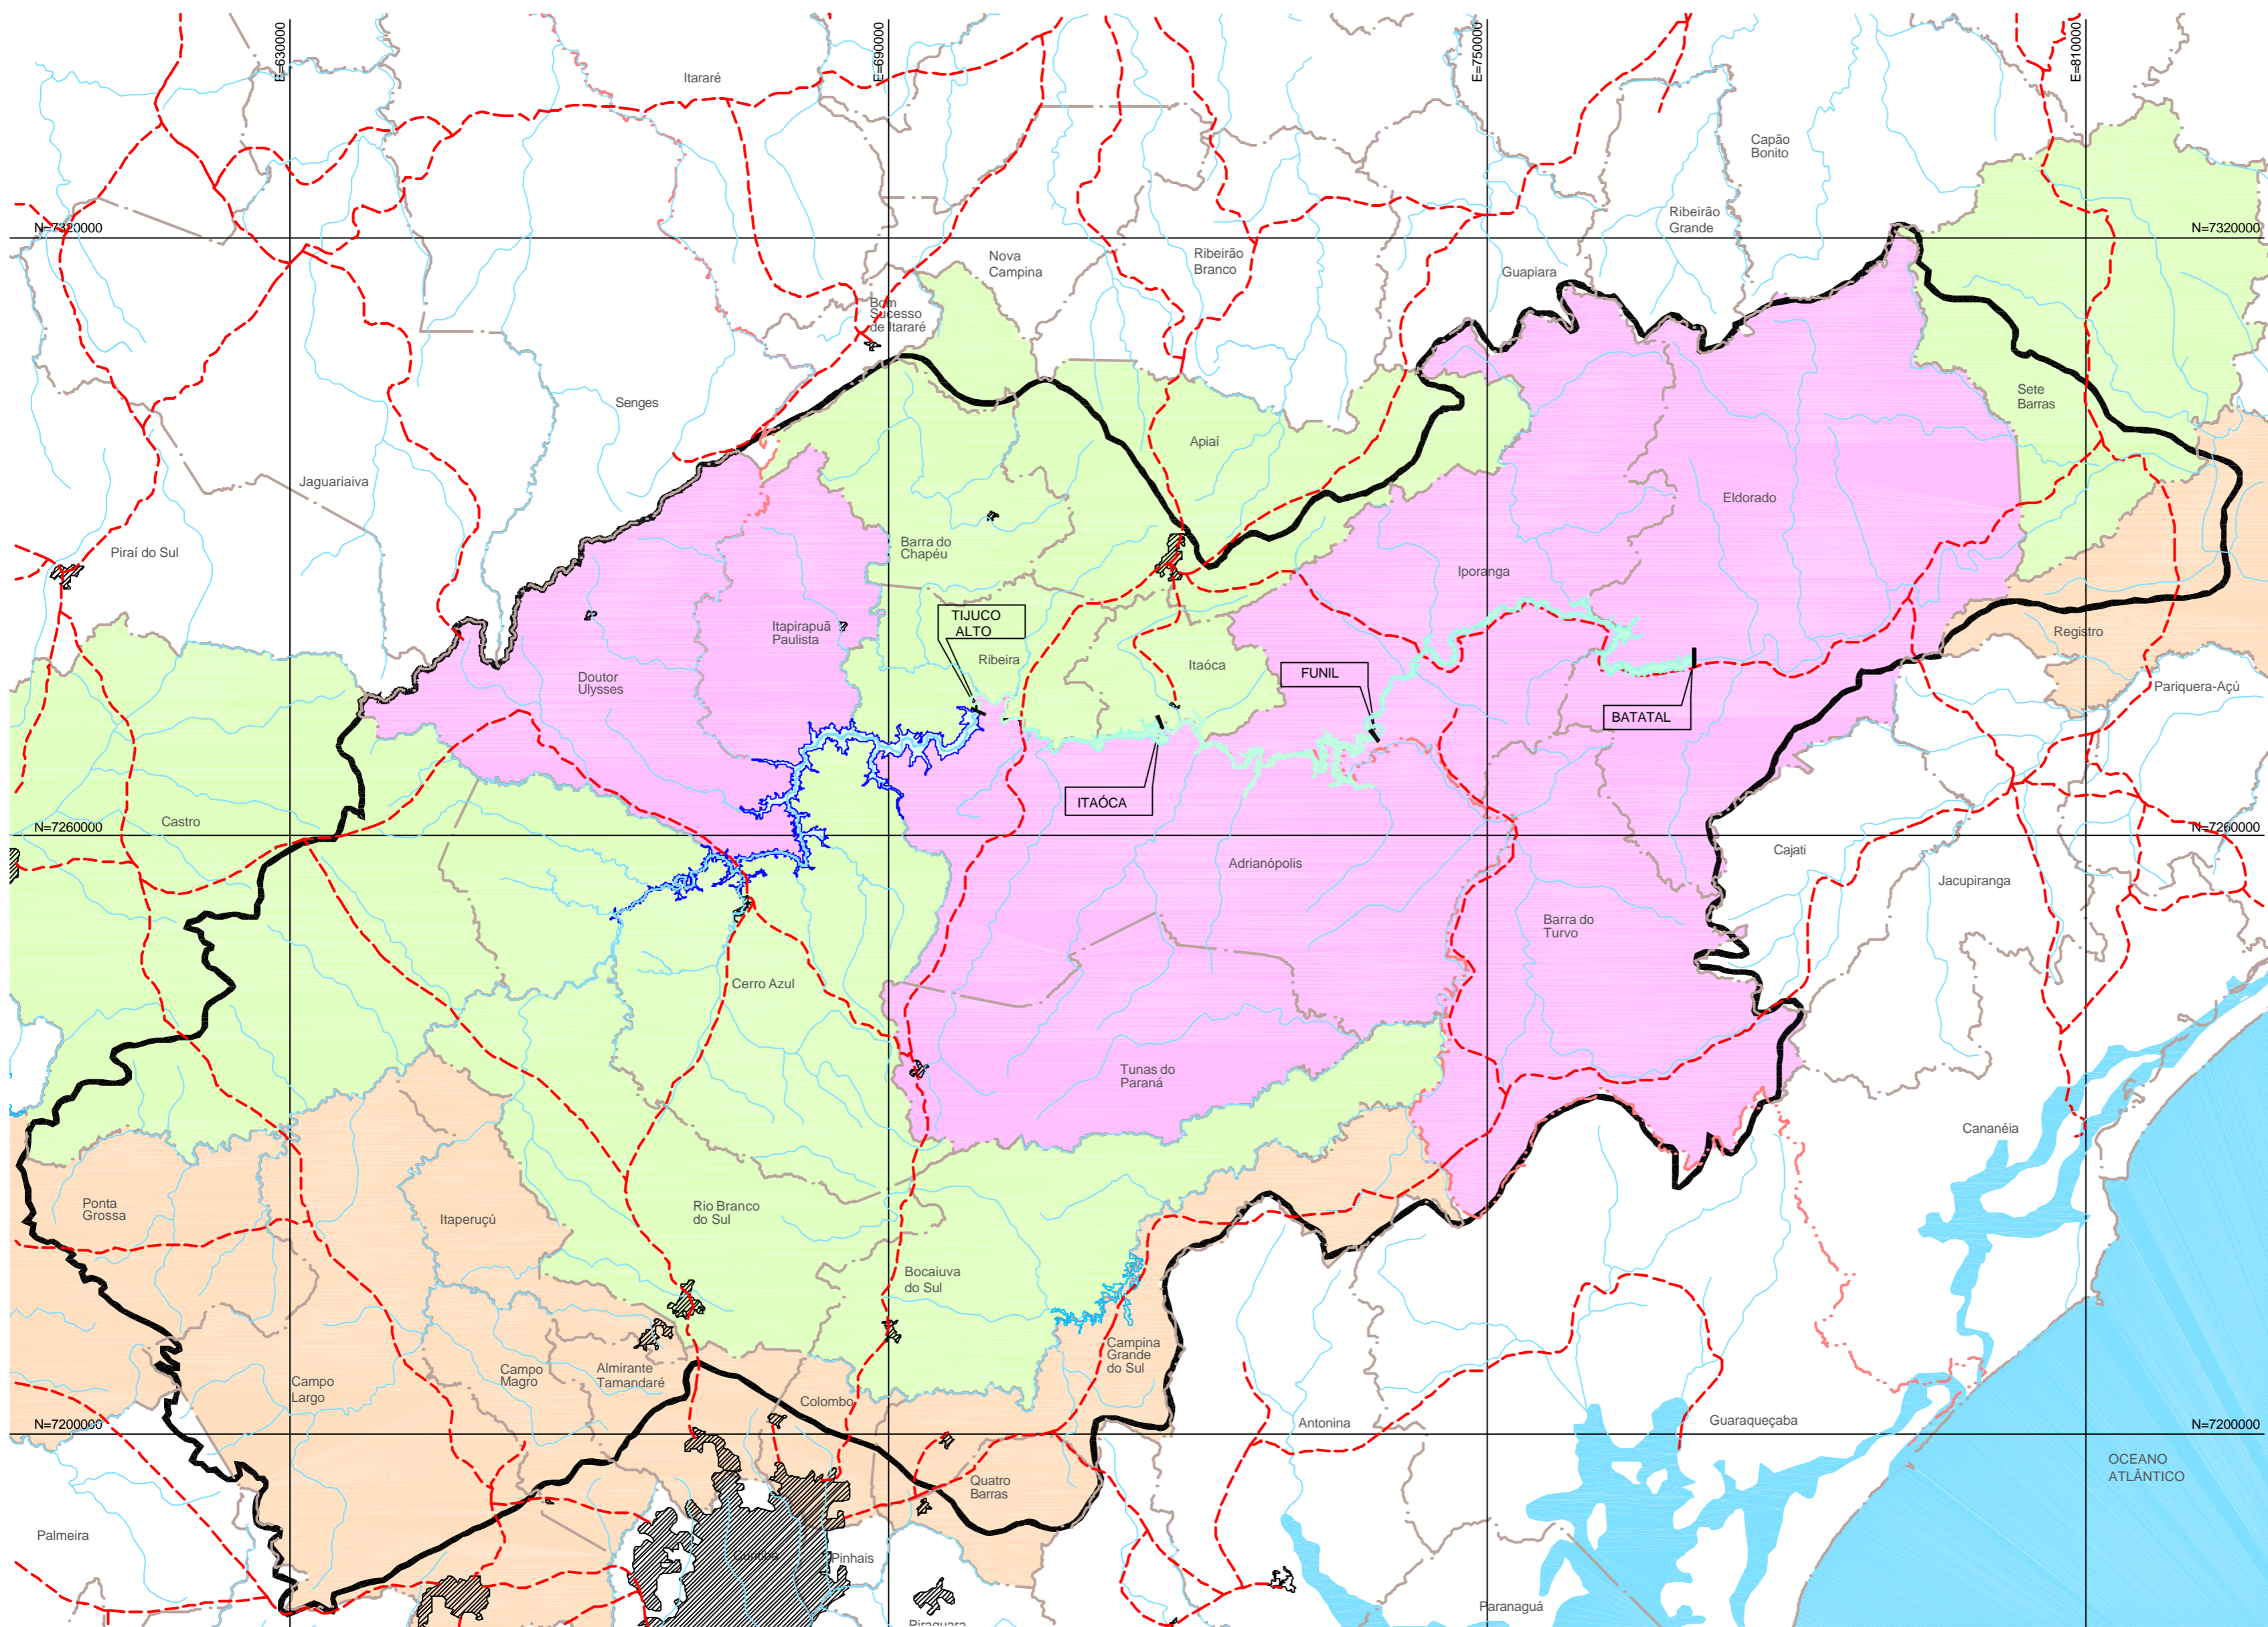 E=630000
E=690000
E=750000
E=810000
Itararé
Capão
Bonito
Ribeirão
Grande
N=7320000
N=7320000
Nova
Campina
Ribeirão
Branco
Guapiara
Bom
Sucesso
de Itararé
Senges
Sete
Barras
Apiaí
Jaguariaiva
Eldorado
Piraí do Sul
Barra do
Chapéu
Iporanga
TIJUCO
ALTO
Itapirapuã
Paulista
Registro
Ribeira
Itaóca
FUNIL
Doutor
Ulysses
Pariquera-Açú
BATATAL
ITAÓCA
Castro
N=7260000
N=7260000
Cajati
Adrianópolis
Jacupiranga
Barra do
Turvo
Cerro Azul
Tunas do
Paraná
Cananéia
Ponta
Grossa
Itaperuçú
Rio Branco
do Sul
Bocaiuva
do Sul
Campina
Grande
do Sul
Campo
Largo
Campo
Magro
Almirante
Tamandaré
Colombo
N=7200000
Antonina
Guaraqueçaba
N=7200000
OCEANO
ATLÂNTICO
Quatro
Barras
Palmeira
Curitiba
Pinhais
Paranaguá
Piraquara